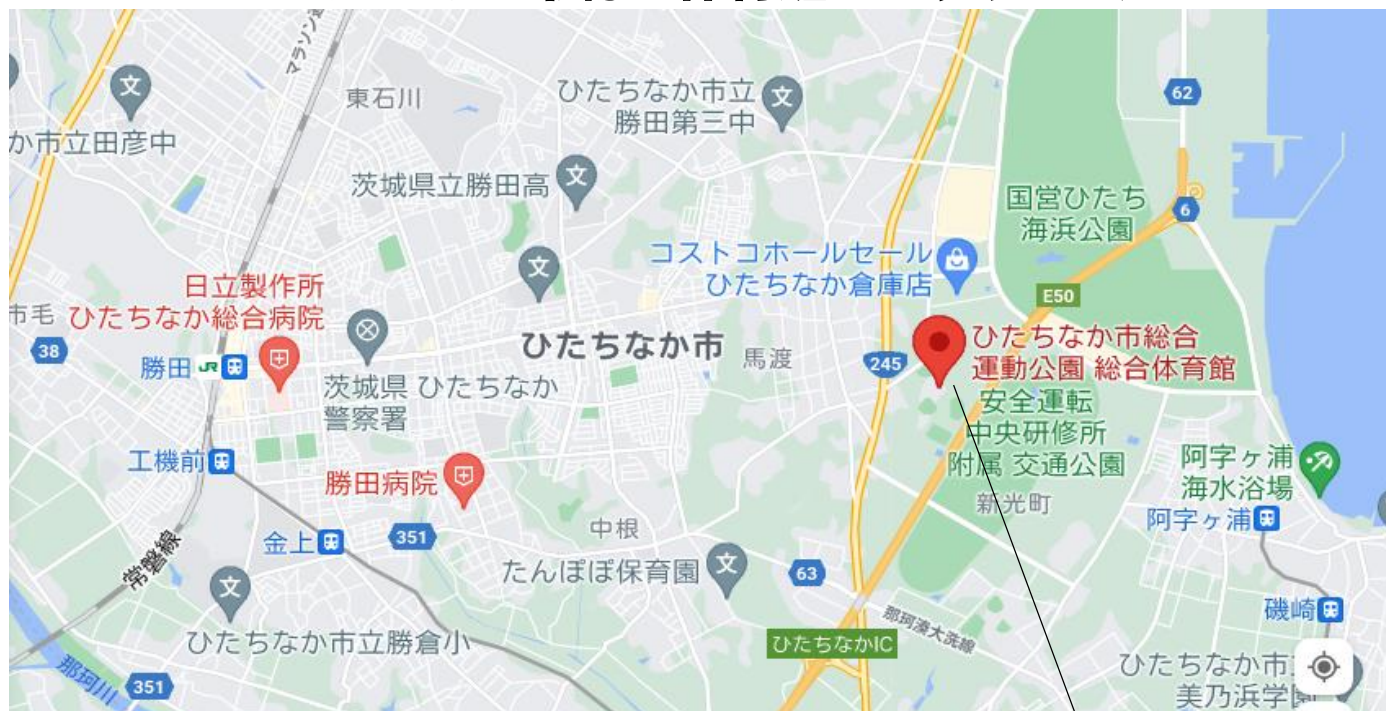 マラソン道
文
か市立田彦中
東石川
ひたちなか市立
勝田第三中
文
茨城県立勝田高
文
62
国営ひたち
海浜公園
6
コストコホールセール
ひたちなか倉庫店
文
日立製作所
ひたちなか総合病院
市毛
38
E50
勝田
JR
茨城県 ひたちなか
警察署
ひたちなか市
馬渡
245
ひたちなか市総合
運動公園 総合体育館
安全運転
中央研修所
附属 交通公園
工機前
勝田病院
阿字ヶ浦
海水浴場
新光町
阿字ヶ浦
金上
351
中根
たんぽぽ保育園
文
63
常磐線
文
ひたちなか市立勝倉小
那珂湊大洗線
磯崎
ひたちなかIC
那珂川
351
ひたちなか市
美乃浜学園